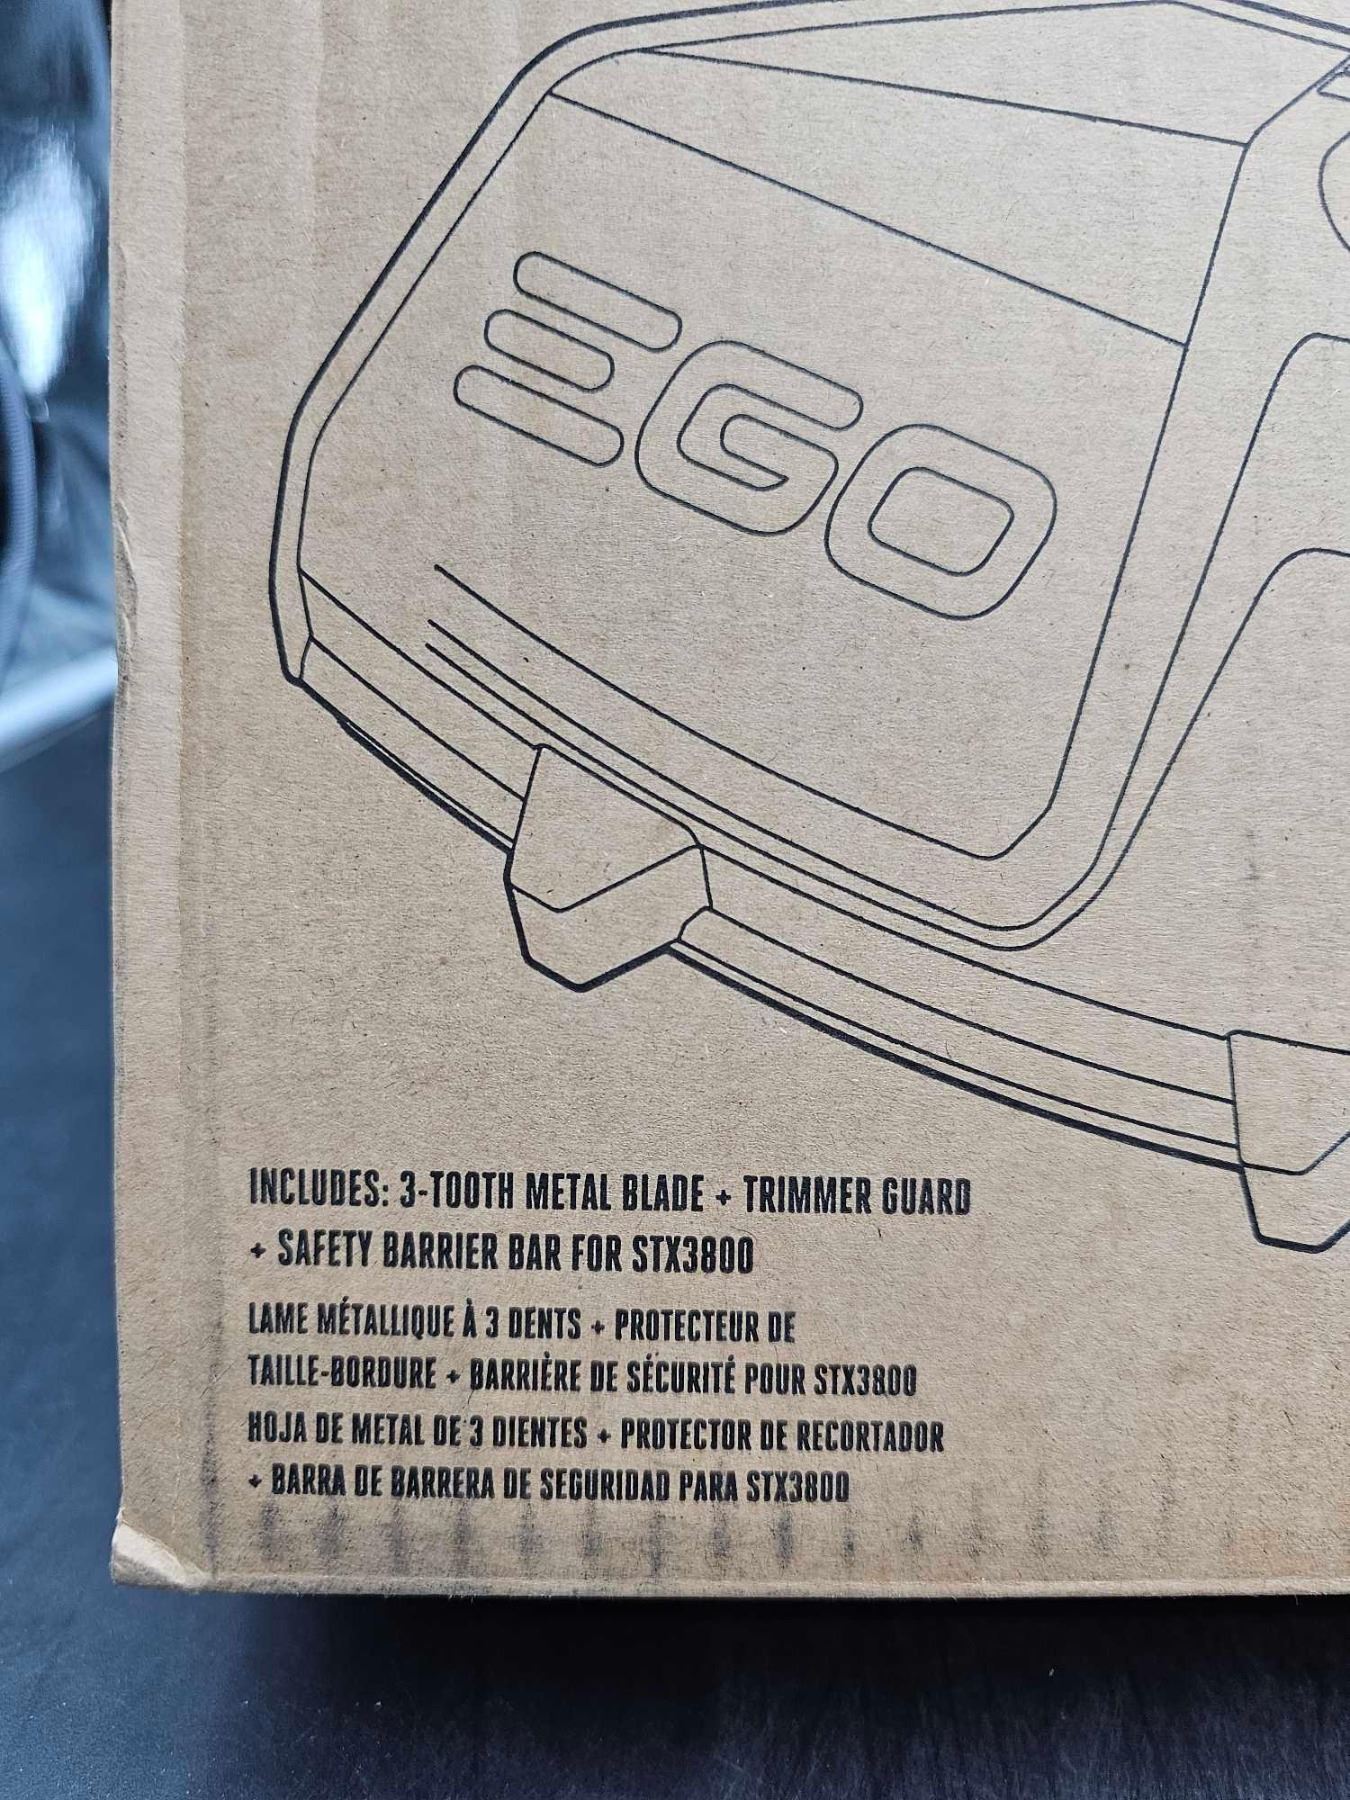 EGO
INCLUDES: 3-TOOTH METAL BLADE + TRIMMER GUARD
+ SAFETY BARRIER BAR FOR STX3800
LAME MÉTALLIQUE À 3 DENTS + PROTECTEUR DE
TAILLE-BORDURE + BARRIÈRE DE SÉCURITÉ POUR STX3800
HOJA DE METAL DE 3 DIENTES + PROTECTOR DE RECORTADOR
+ BARRA DE BARRERA DE SEGURIDAD PARA STX3800